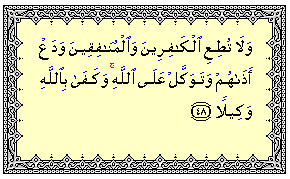 وَلَا تُطِعِ ٱلْكَـٰفِرِينَ وَٱلْمُنَـٰفِقِينَ وَدَعْ
أَذَىٰهُمْ وَتَوَكَّلْ عَلَى ٱللَّهِ ۚ وَكَفَىٰ بِٱللَّهِ
وَكِيلًا ﴿٤٨﴾